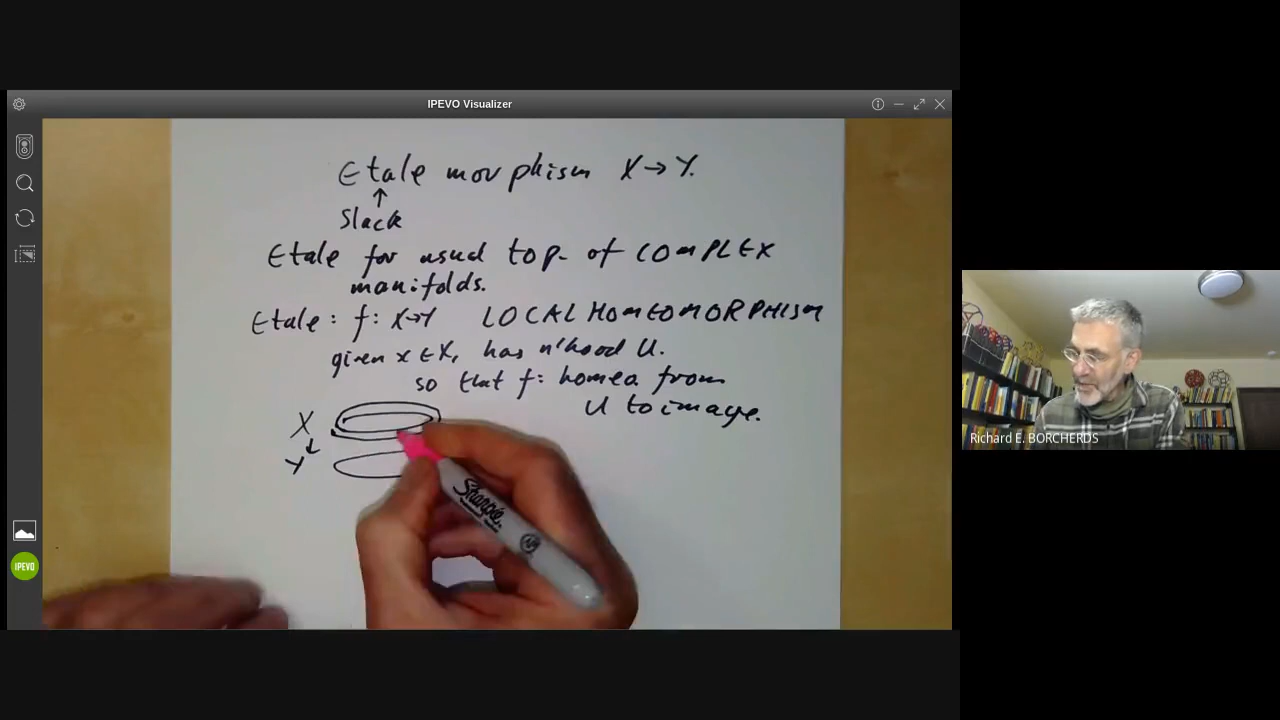 IPEVO Visualizer
Etale morphism X→Y.
↑
Slack
Etale for usual top. of COMPLEX
manifolds.
Etale: f: X→Y LOCAL HOMEOMORPHISM
given x ∈ X, has n'hood U.
so that f: homeo from
U to image.
X
↓
Y
Sharpie
Richard E. BORCHERDS
IPEVO